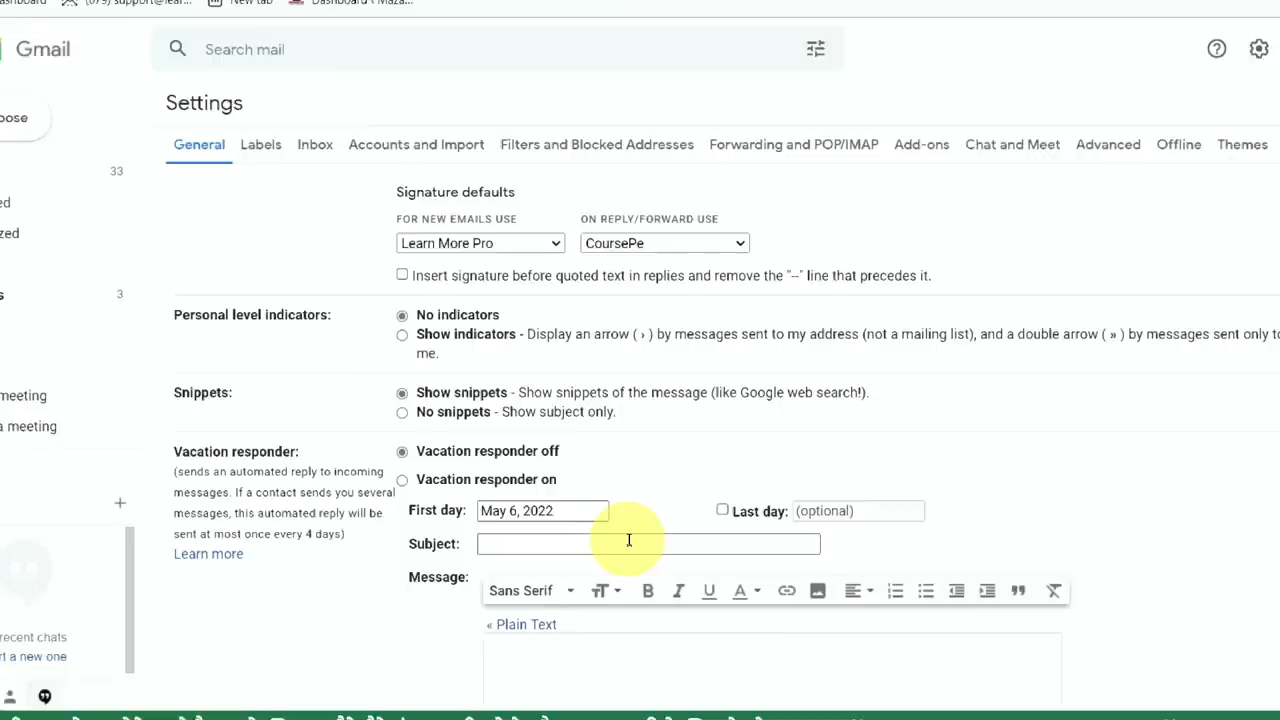 New tab
Gmail
Search mail
pose
33
ed
zed
s
3
meeting
a meeting
recent chats
rt a new one
Settings
General Labels Inbox Accounts and Import Filters and Blocked Addresses Forwarding and POP/IMAP Add-ons Chat and Meet Advanced Offline Themes
Signature defaults
FOR NEW EMAILS USE ON REPLY/FORWARD USE
Learn More Pro CoursePe
Insert signature before quoted text in replies and remove the "--" line that precedes it.
Personal level indicators: No indicators
Show indicators - Display an arrow ( › ) by messages sent to my address (not a mailing list), and a double arrow ( » ) by messages sent only to
me.
Snippets: Show snippets - Show snippets of the message (like Google web search!).
No snippets - Show subject only.
Vacation responder: Vacation responder off
(sends an automated reply to incoming
messages. If a contact sends you several
messages, this automated reply will be
sent at most once every 4 days)
Learn more
Vacation responder on
First day: May 6, 2022 Last day: (optional)
Subject:
Message:
Sans Serif
« Plain Text